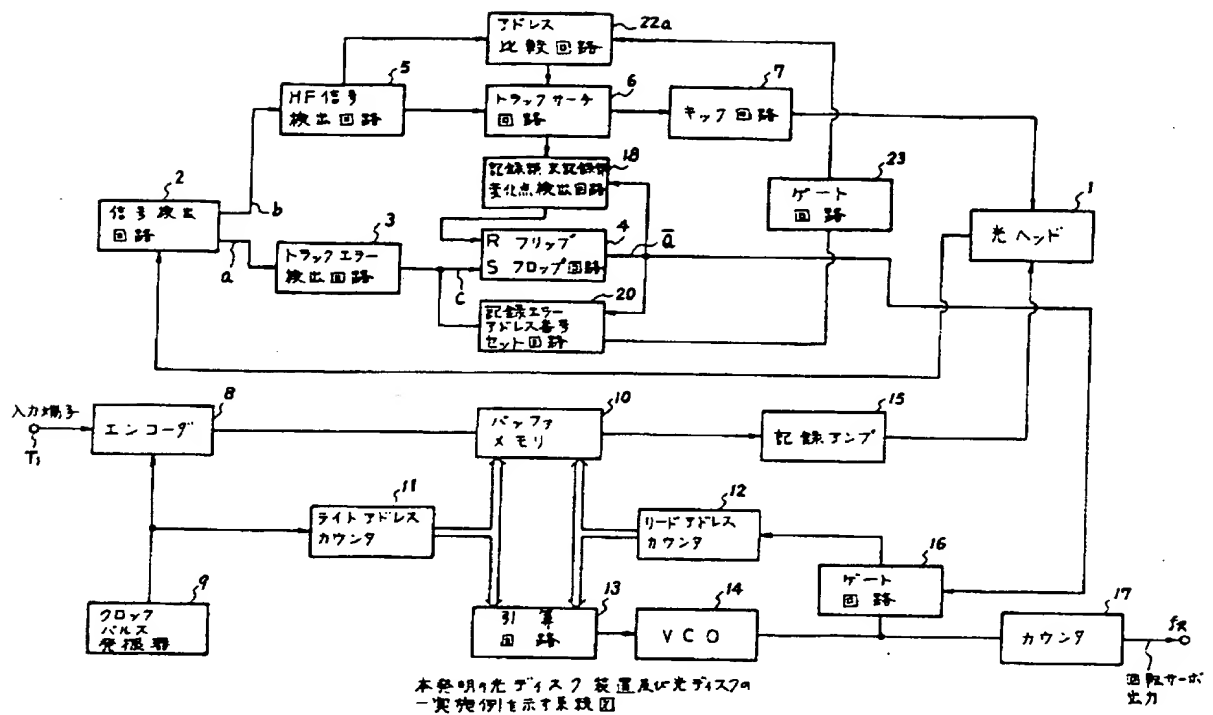 アドレス
比較回路
22a
5
HF信号
検出回路
トラックサーチ
回路
6
7
キック回路
記録部未記録部
変化点検出回路
18
23
ゲート
回路
1
光ヘッド
2
信号検出
回路
b
a
3
トラックエラー
検出回路
R フリップ
S フロップ回路
4
Q̅
c
20
記録エラー
アドレス番号
セット回路
入力端子
T1
8
エンコーダ
10
バッファ
メモリ
15
記録アンプ
11
ライトアドレス
カウンタ
12
リードアドレス
カウンタ
16
ゲート
回路
9
クロック
パルス
発振器
13
引算
回路
14
VCO
17
カウンタ
fR
回転サーボ
出力
本発明の光ディスク装置及び光ディスクの
一実施例を示す系統図